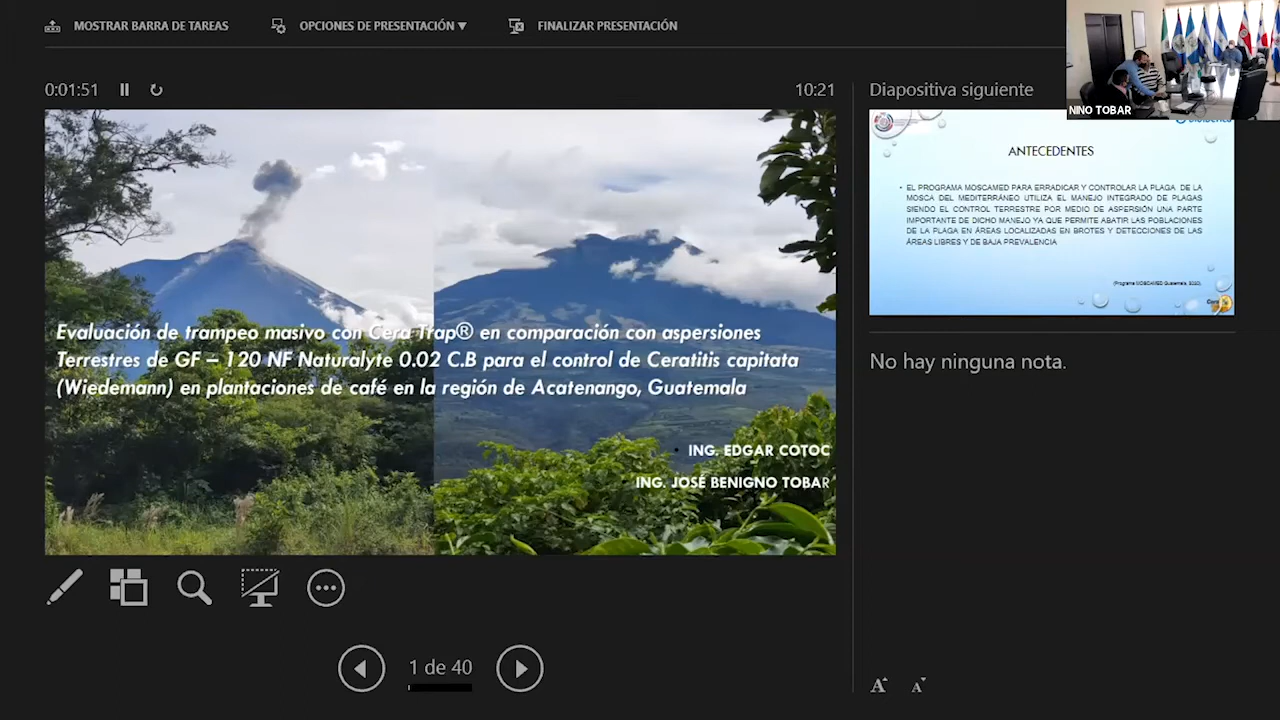 MOSTRAR BARRA DE TAREAS
OPCIONES DE PRESENTACIÓN
FINALIZAR PRESENTACIÓN
NINO TOBAR
0:01:51
10:21
Evaluación de trampeo masivo con Cera Trap® en comparación con aspersiones
Terrestres de GF – 120 NF Naturalyte 0.02 C.B para el control de Ceratitis capitata
(Wiedemann) en plantaciones de café en la región de Acatenango, Guatemala
• ING. EDGAR COTOC
ING. JOSÉ BENIGNO TOBAR
1 de 40
Diapositiva siguiente
ANTECEDENTES
• EL PROGRAMA MOSCAMED PARA ERRADICAR Y CONTROLAR LA PLAGA DE LA
MOSCA DEL MEDITERRÁNEO UTILIZA EL MANEJO INTEGRADO DE PLAGAS
SIENDO EL CONTROL TERRESTRE POR MEDIO DE ASPERSIÓN UNA PARTE
IMPORTANTE DE DICHO MANEJO YA QUE PERMITE ABATIR LAS POBLACIONES
DE LA PLAGA EN ÁREAS LOCALIZADAS EN BROTES Y DETECCIONES DE LAS
ÁREAS LIBRES Y DE BAJA PREVALENCIA
(Programa MOSCAMED Guatemala, 2020)
No hay ninguna nota.
A A